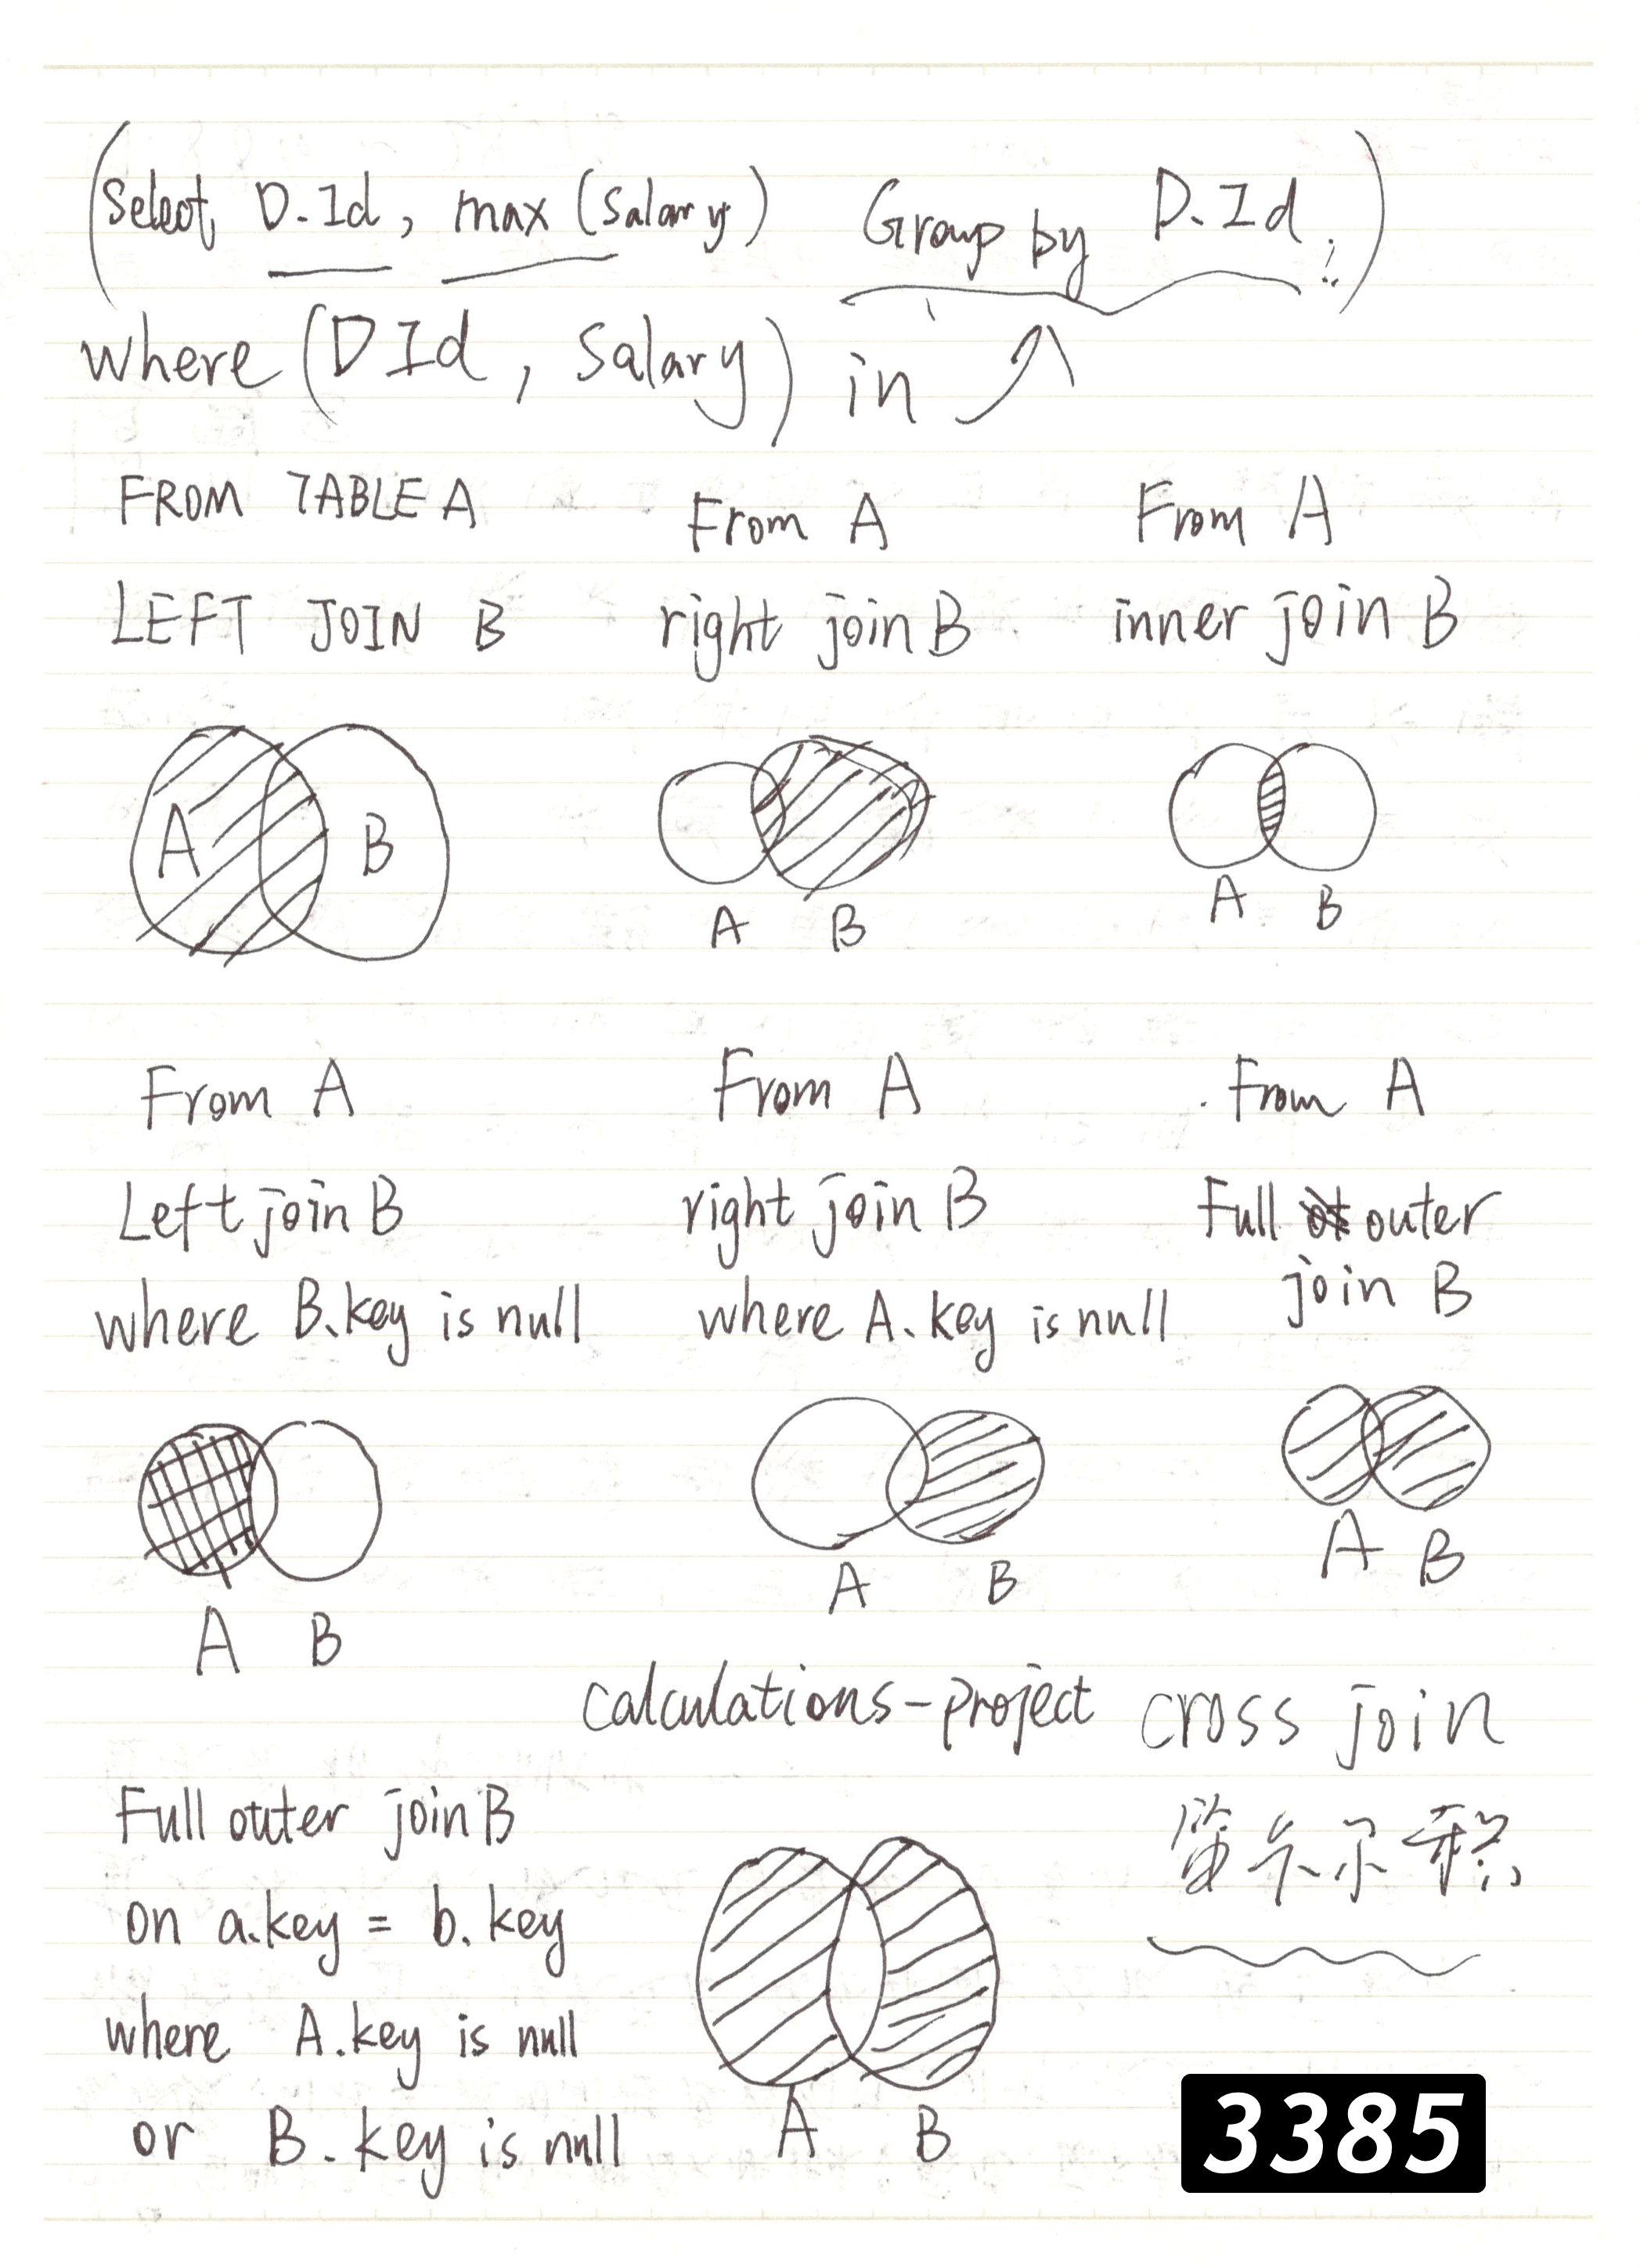 (Select D.Id, max (Salary) Group by D.Id.)
where (DId, Salary) in
FROM TABLE A
LEFT JOIN B
A B
From A
right join B
A B
From A
inner join B
A B
From A
Left join B
where B.key is null
A B
From A
right join B
where A.key is null
A B
From A
Full outer
join B
A B
calculations-project cross join
笛卡尔积
Full outer join B
on a.key = b.key
where A.key is null
or B.key is null
A B
3385